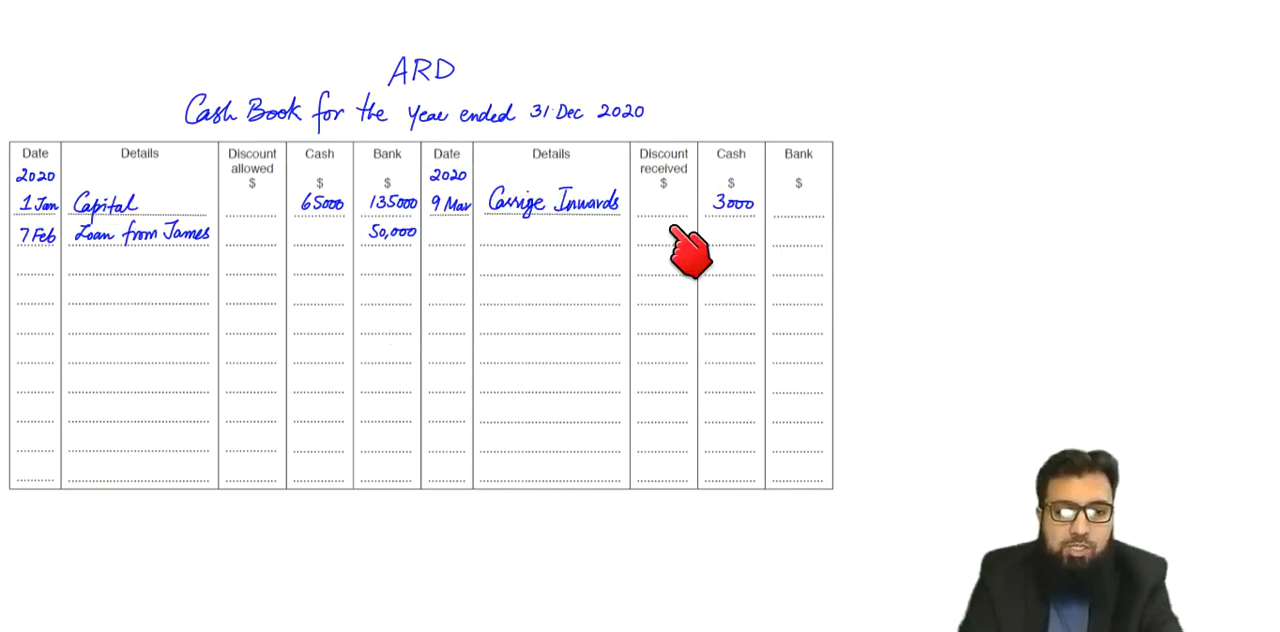 ARD
Cash Book for the year ended 31 Dec 2020
Date Details Discount allowed $ Cash $ Bank $ Date Details Discount received $ Cash $ Bank $
2020 2020
1 Jan Capital 65000 135000 9 Mar Carrige Inwards 3000
7 Feb Loan from James 50,000